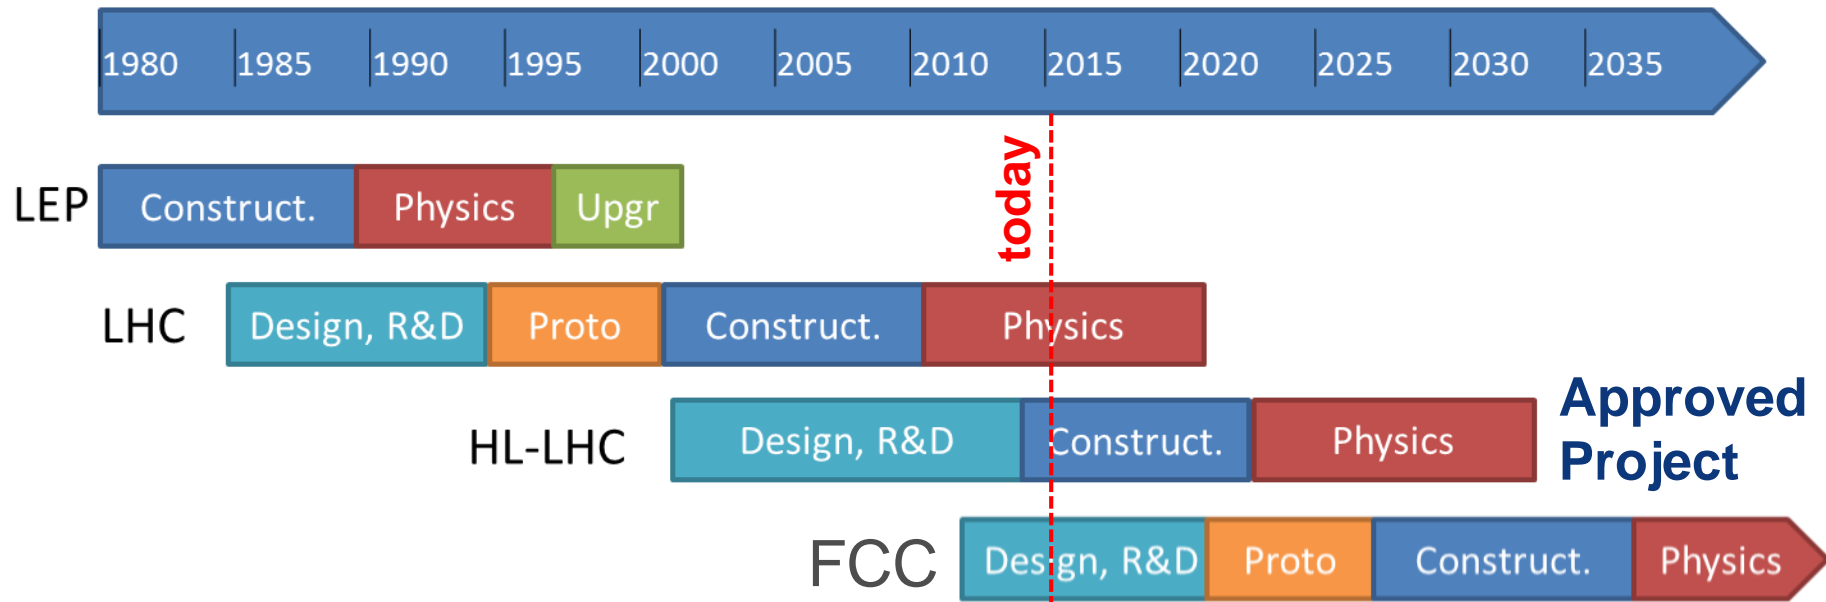 1980 1985 1990 1995 2000 2005 2010 2015 2020 2025 2030 2035
today
LEP Construct. Physics Upgr
LHC Design, R&D Proto Construct. Physics
HL-LHC Design, R&D Construct. Physics
Approved
Project
FCC Design, R&D Proto Construct. Physics